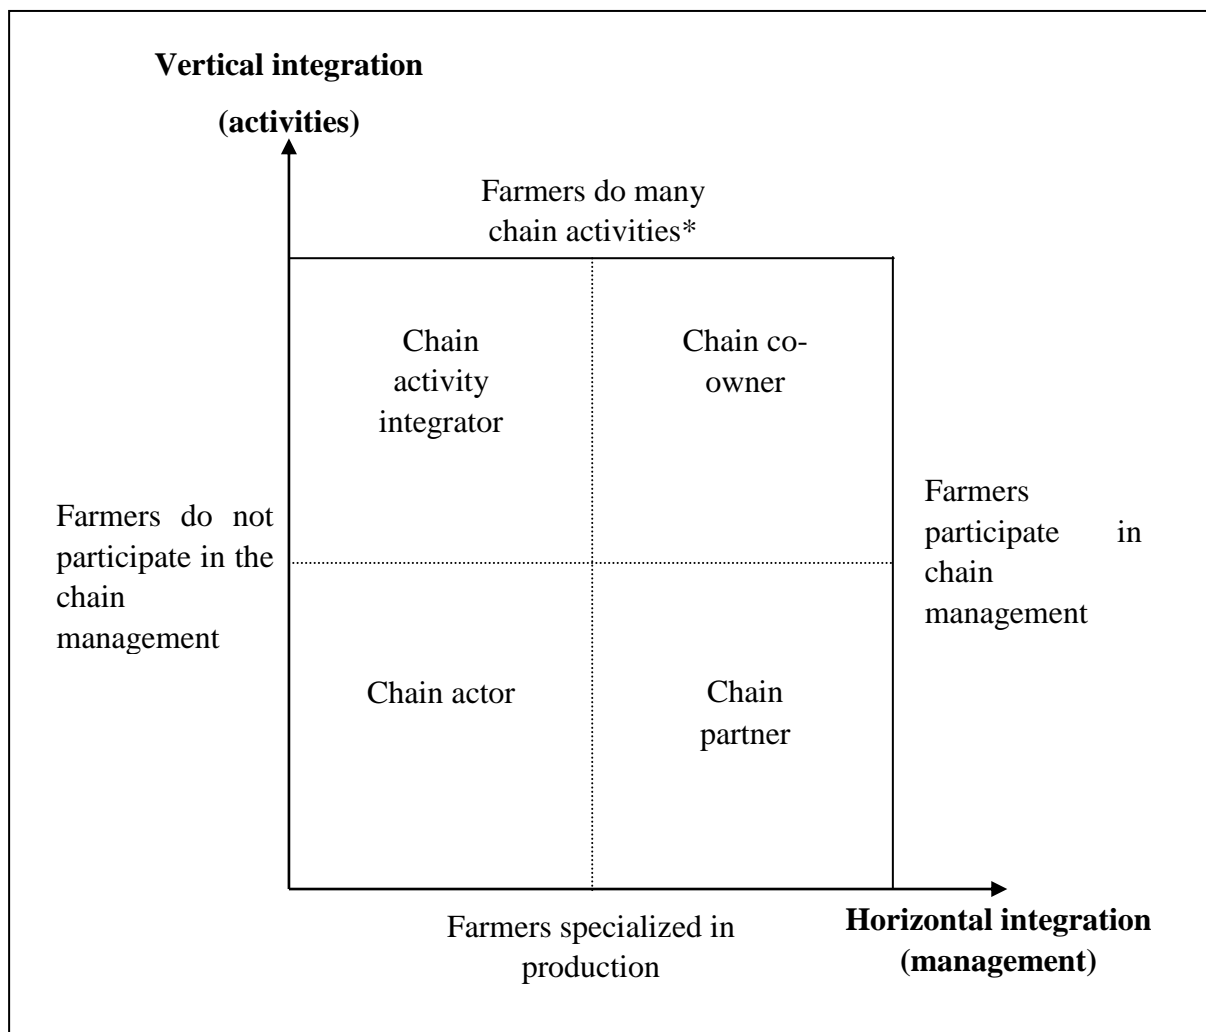 Vertical integration
(activities)
Farmers do many
chain activities*
Chain
activity
integrator
Chain co-
owner
Farmers do not
participate in the
chain
management
Farmers
participate in
chain
management
Chain actor
Chain
partner
Farmers specialized in
production
Horizontal integration
(management)